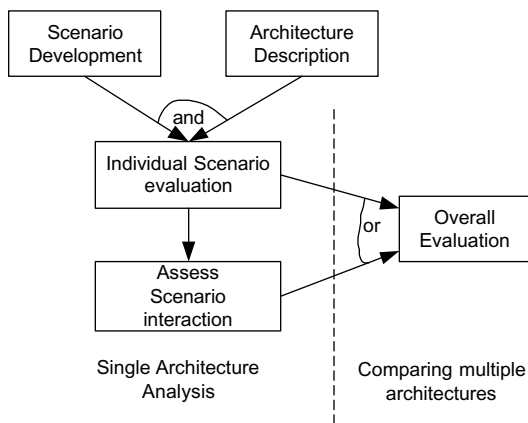 Scenario
Development
Architecture
Description
and
Individual Scenario
evaluation
or
Overall
Evaluation
Assess
Scenario
interaction
Single Architecture
Analysis
Comparing multiple
architectures